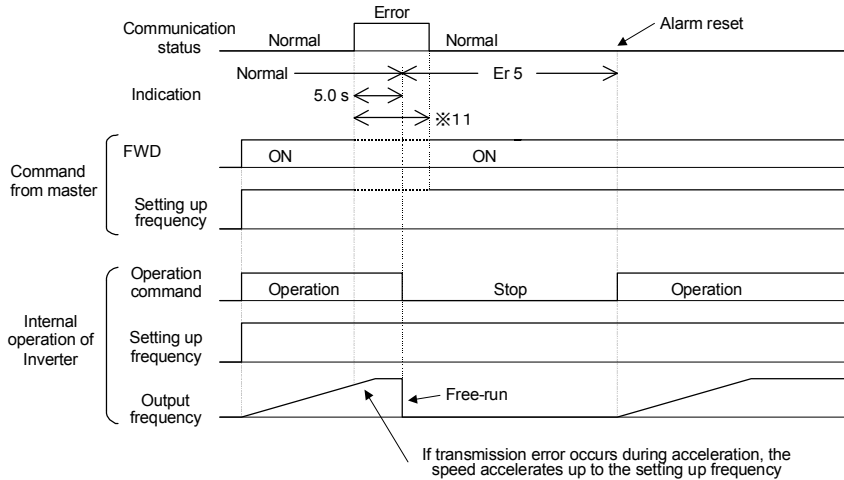 Error
Communication status
Normal
Normal
Alarm reset
Normal
Er 5
Indication
5.0 s
※11
Command from master
FWD
ON
ON
Setting up frequency
Internal operation of Inverter
Operation command
Operation
Stop
Operation
Setting up frequency
Output frequency
Free-run
If transmission error occurs during acceleration, the
speed accelerates up to the setting up frequency